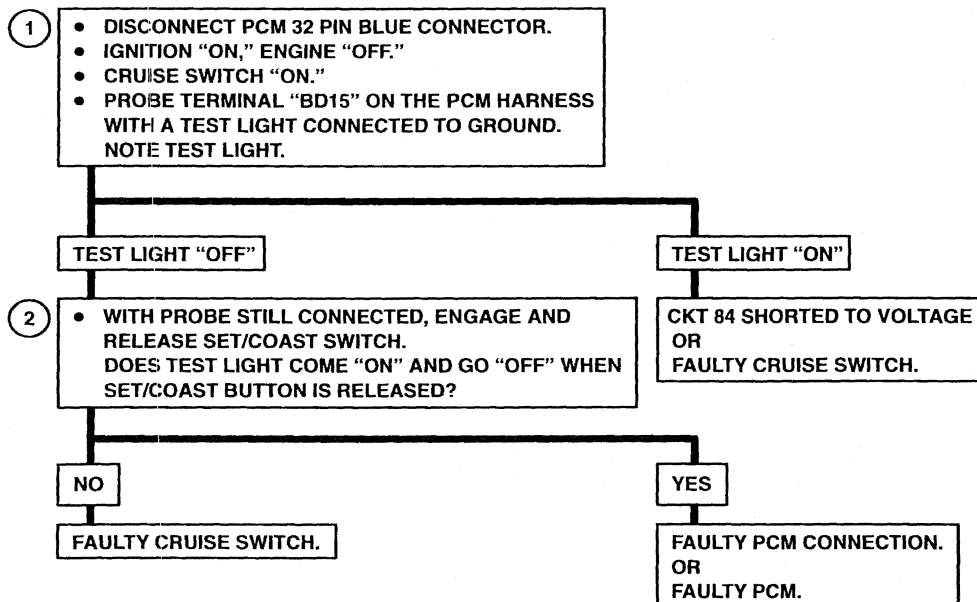 1
• DISCONNECT PCM 32 PIN BLUE CONNECTOR.
• IGNITION “ON,” ENGINE “OFF.”
• CRUISE SWITCH “ON.”
• PROBE TERMINAL “BD15” ON THE PCM HARNESS
WITH A TEST LIGHT CONNECTED TO GROUND.
NOTE TEST LIGHT.
TEST LIGHT “OFF”
TEST LIGHT “ON”
2
• WITH PROBE STILL CONNECTED, ENGAGE AND
RELEASE SET/COAST SWITCH.
DOES TEST LIGHT COME “ON” AND GO “OFF” WHEN
SET/COAST BUTTON IS RELEASED?
CKT 84 SHORTED TO VOLTAGE
OR
FAULTY CRUISE SWITCH.
NO
YES
FAULTY CRUISE SWITCH.
FAULTY PCM CONNECTION.
OR
FAULTY PCM.